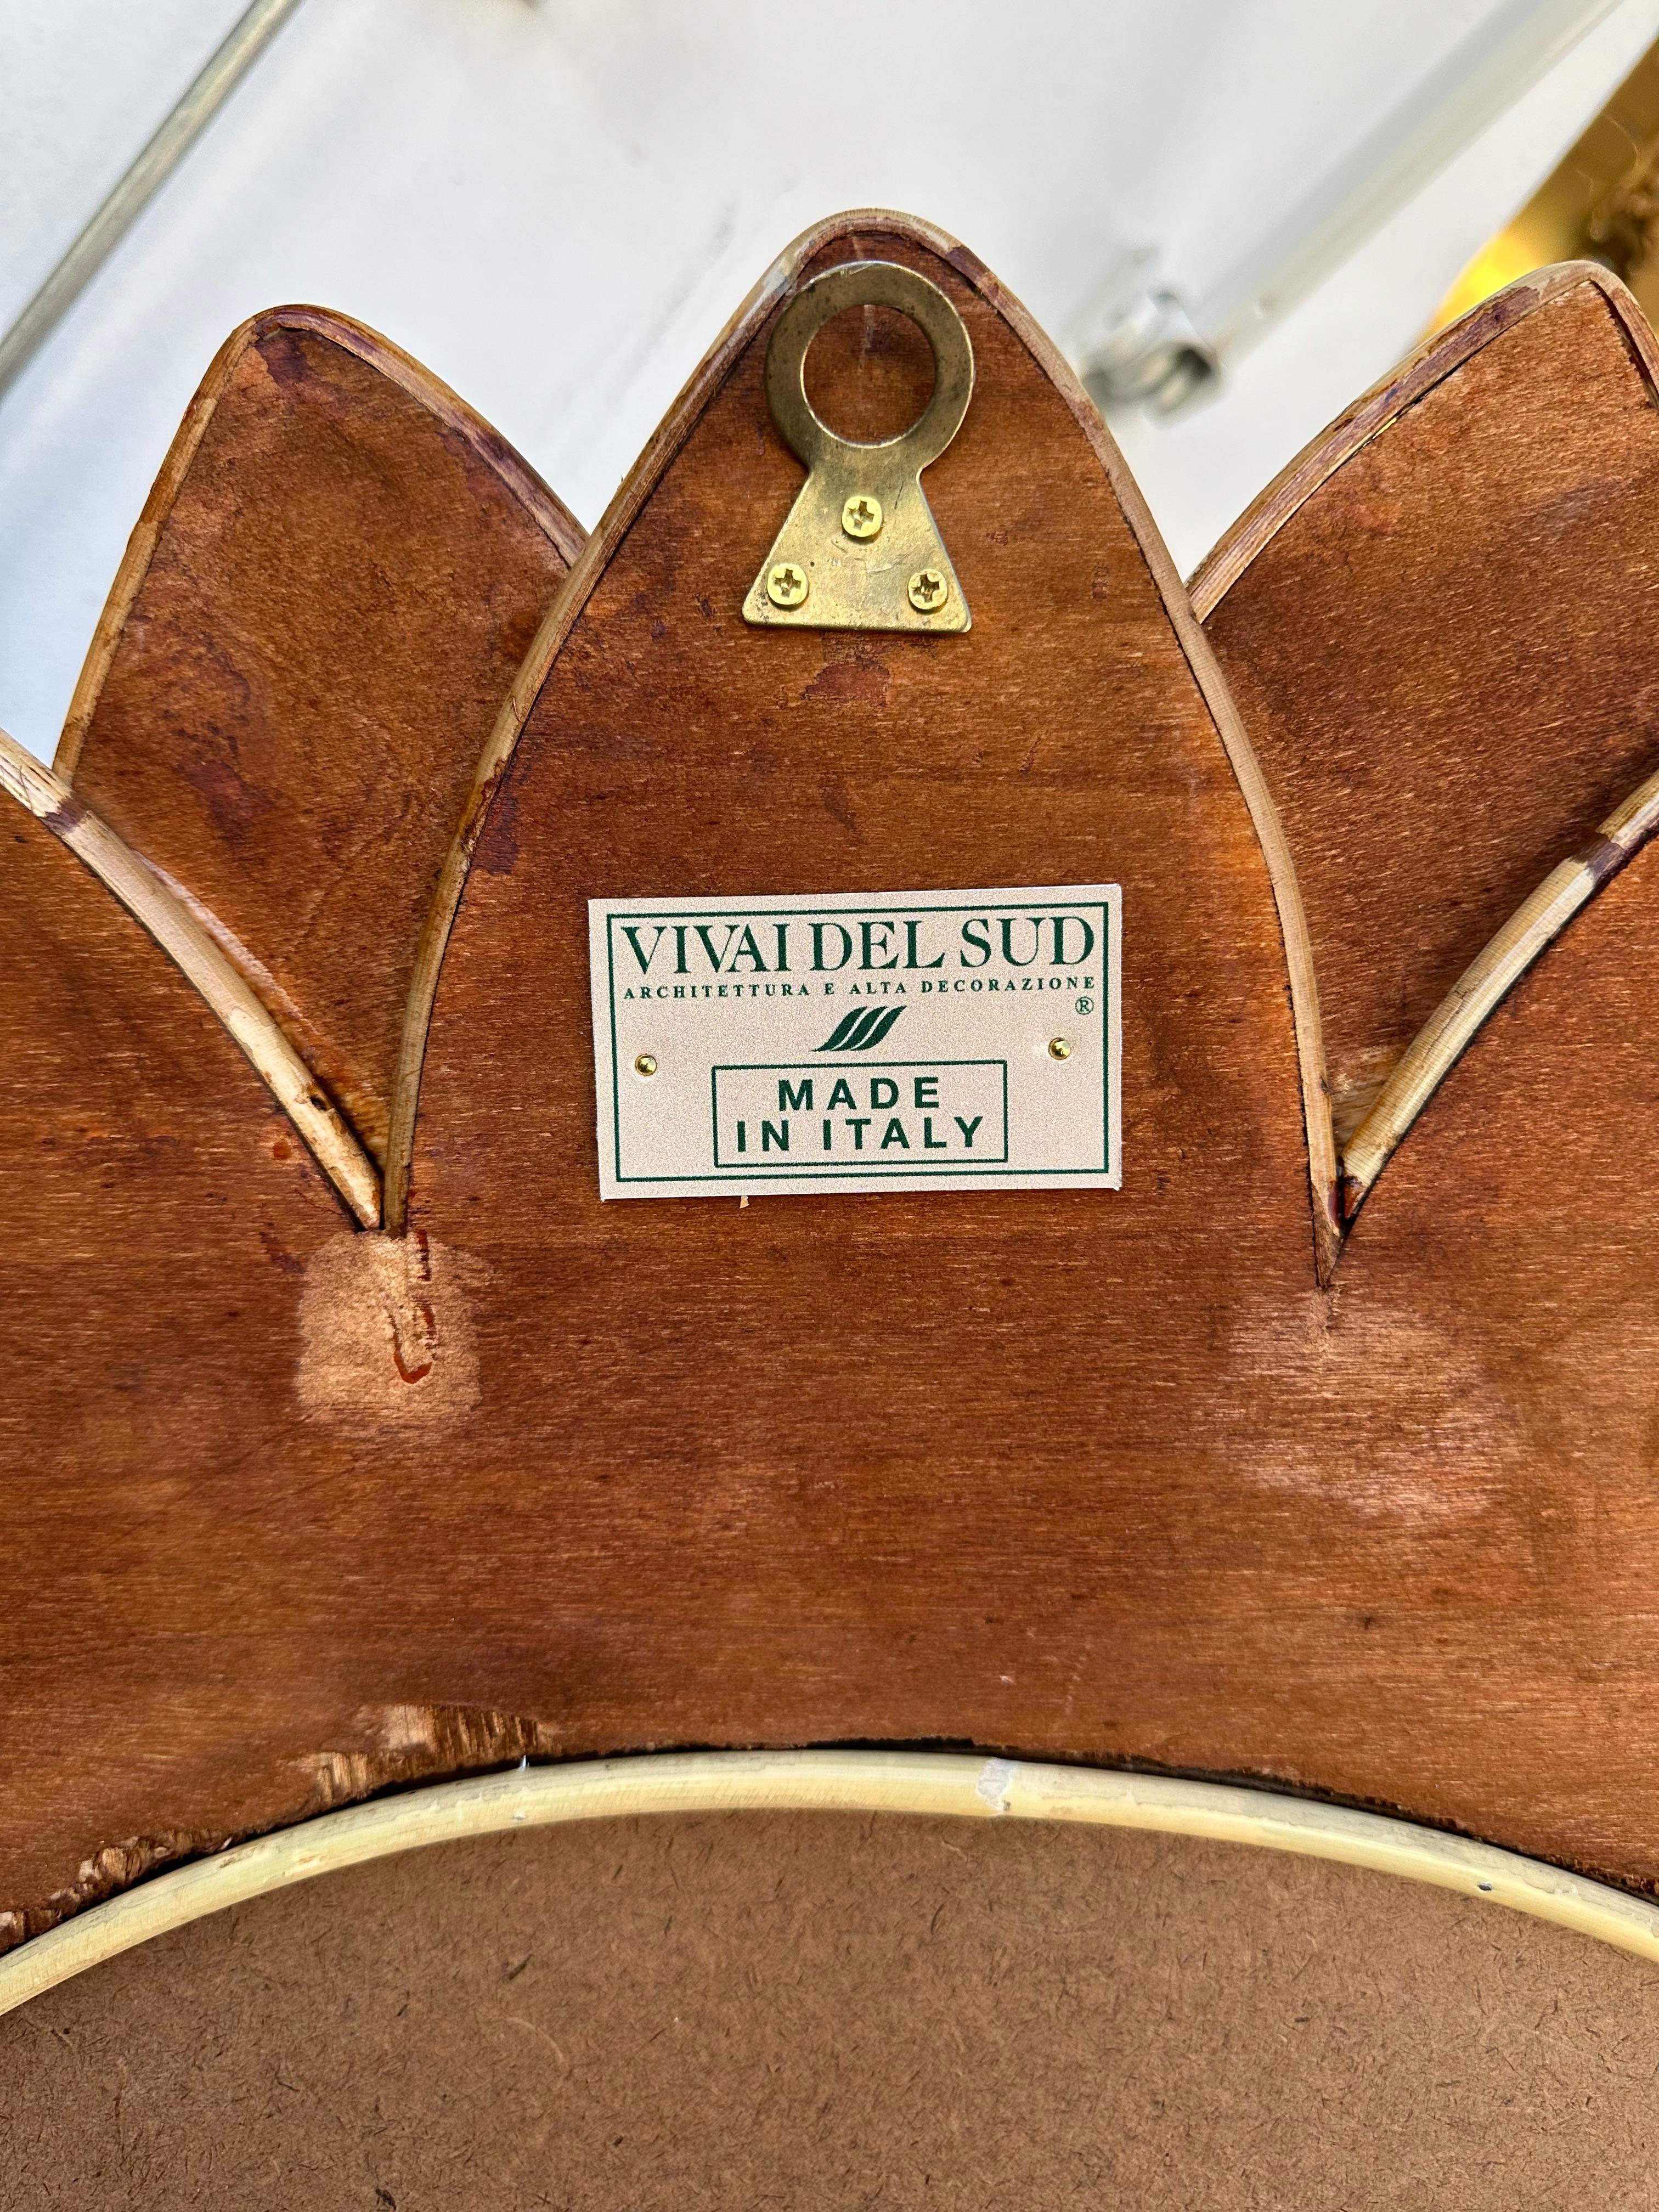 VIVAI DEL SUD
ARCHITETTURA E ALTA DECORAZIONE
®
MADE
IN ITALY